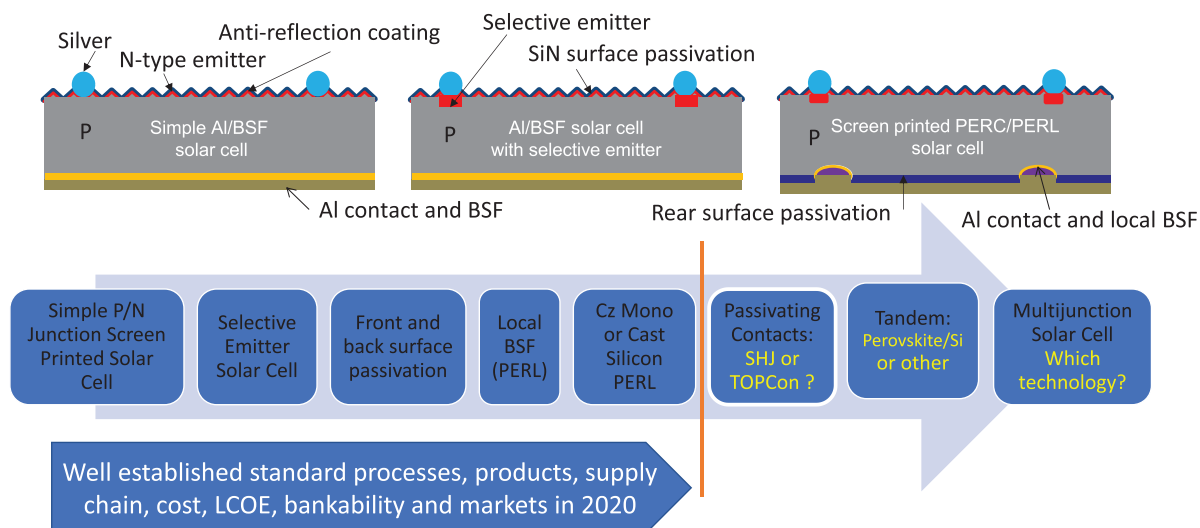 Silver
N-type emitter
Anti-reflection coating
Selective emitter
SiN surface passivation
P
Simple Al/BSF
solar cell
P
Al/BSF solar cell
with selective emitter
P
Screen printed PERC/PERL
solar cell
Al contact and BSF
Rear surface passivation
Al contact and local BSF
Simple P/N
Junction Screen
Printed Solar
Cell
Selective
Emitter
Solar Cell
Front and
back surface
passivation
Local
BSF
(PERL)
Cz Mono
or Cast
Silicon
PERL
Passivating
Contacts:
SHJ or
TOPCon ?
Tandem:
Perovskite/Si
or other
Multijunction
Solar Cell
Which
technology?
Well established standard processes, products, supply
chain, cost, LCOE, bankability and markets in 2020